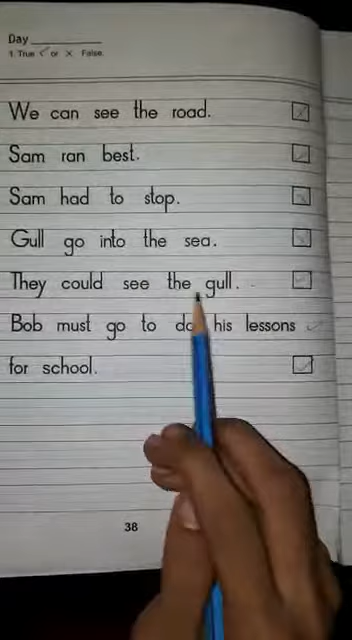 Day
1. True ✓ or × False.
We can see the road.
Sam ran best.
Sam had to stop.
Gull go into the sea.
They could see the gull.
Bob must go to do his lessons
for school.
38